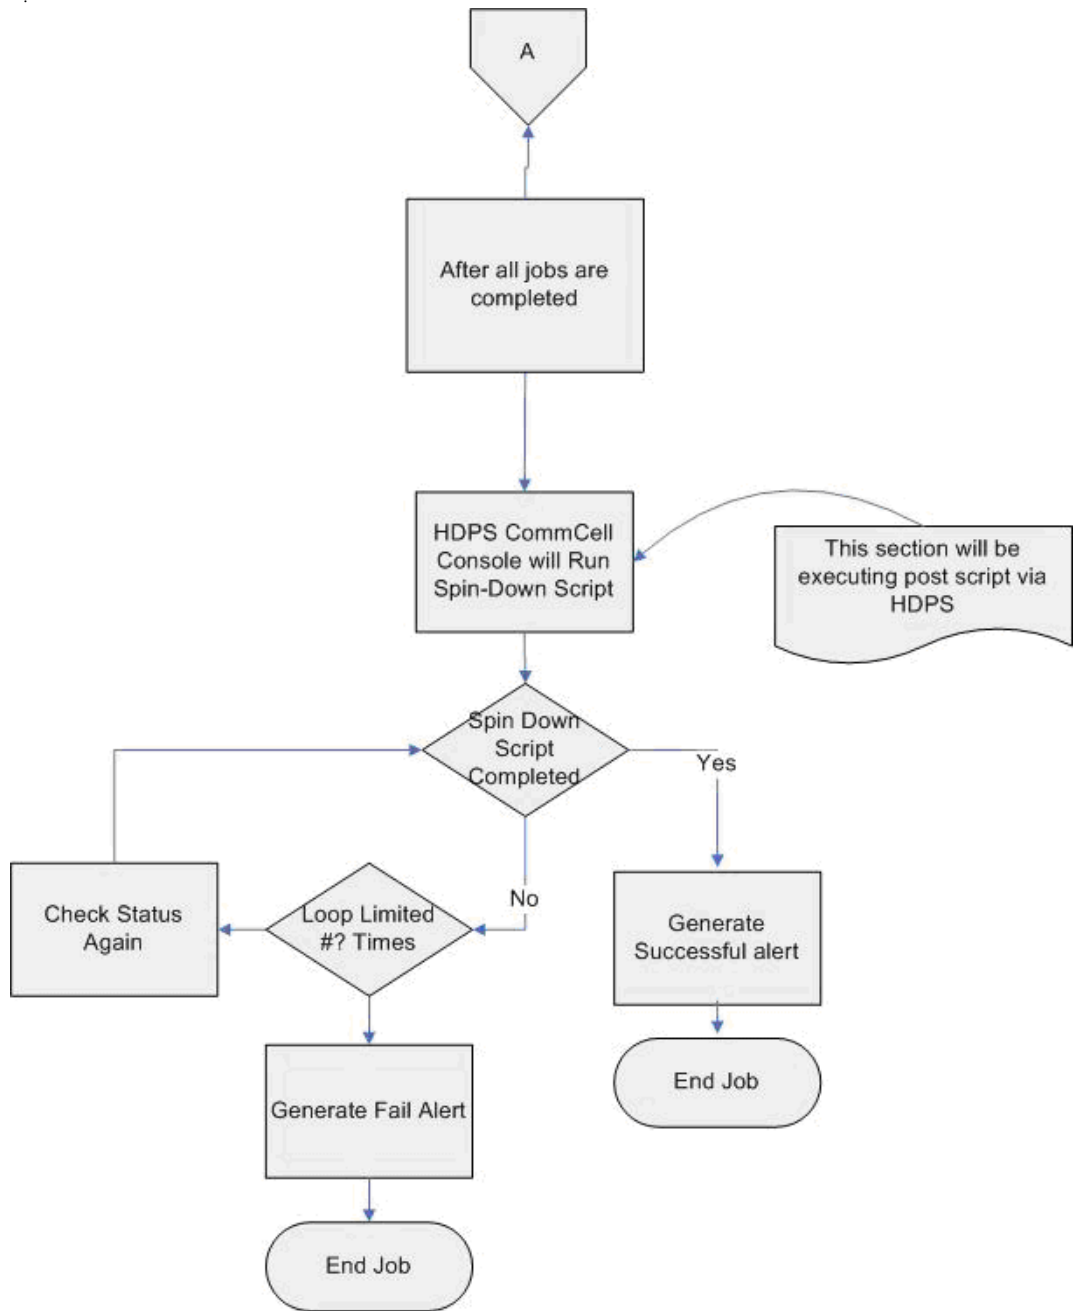 A
After all jobs are
completed
HDPS CommCell
Console will Run
Spin-Down Script
This section will be
executing post script via
HDPS
Spin Down
Script
Completed
Yes
No
Check Status
Again
Loop Limited
#? Times
Generate
Successful alert
End Job
Generate Fail Alert
End Job